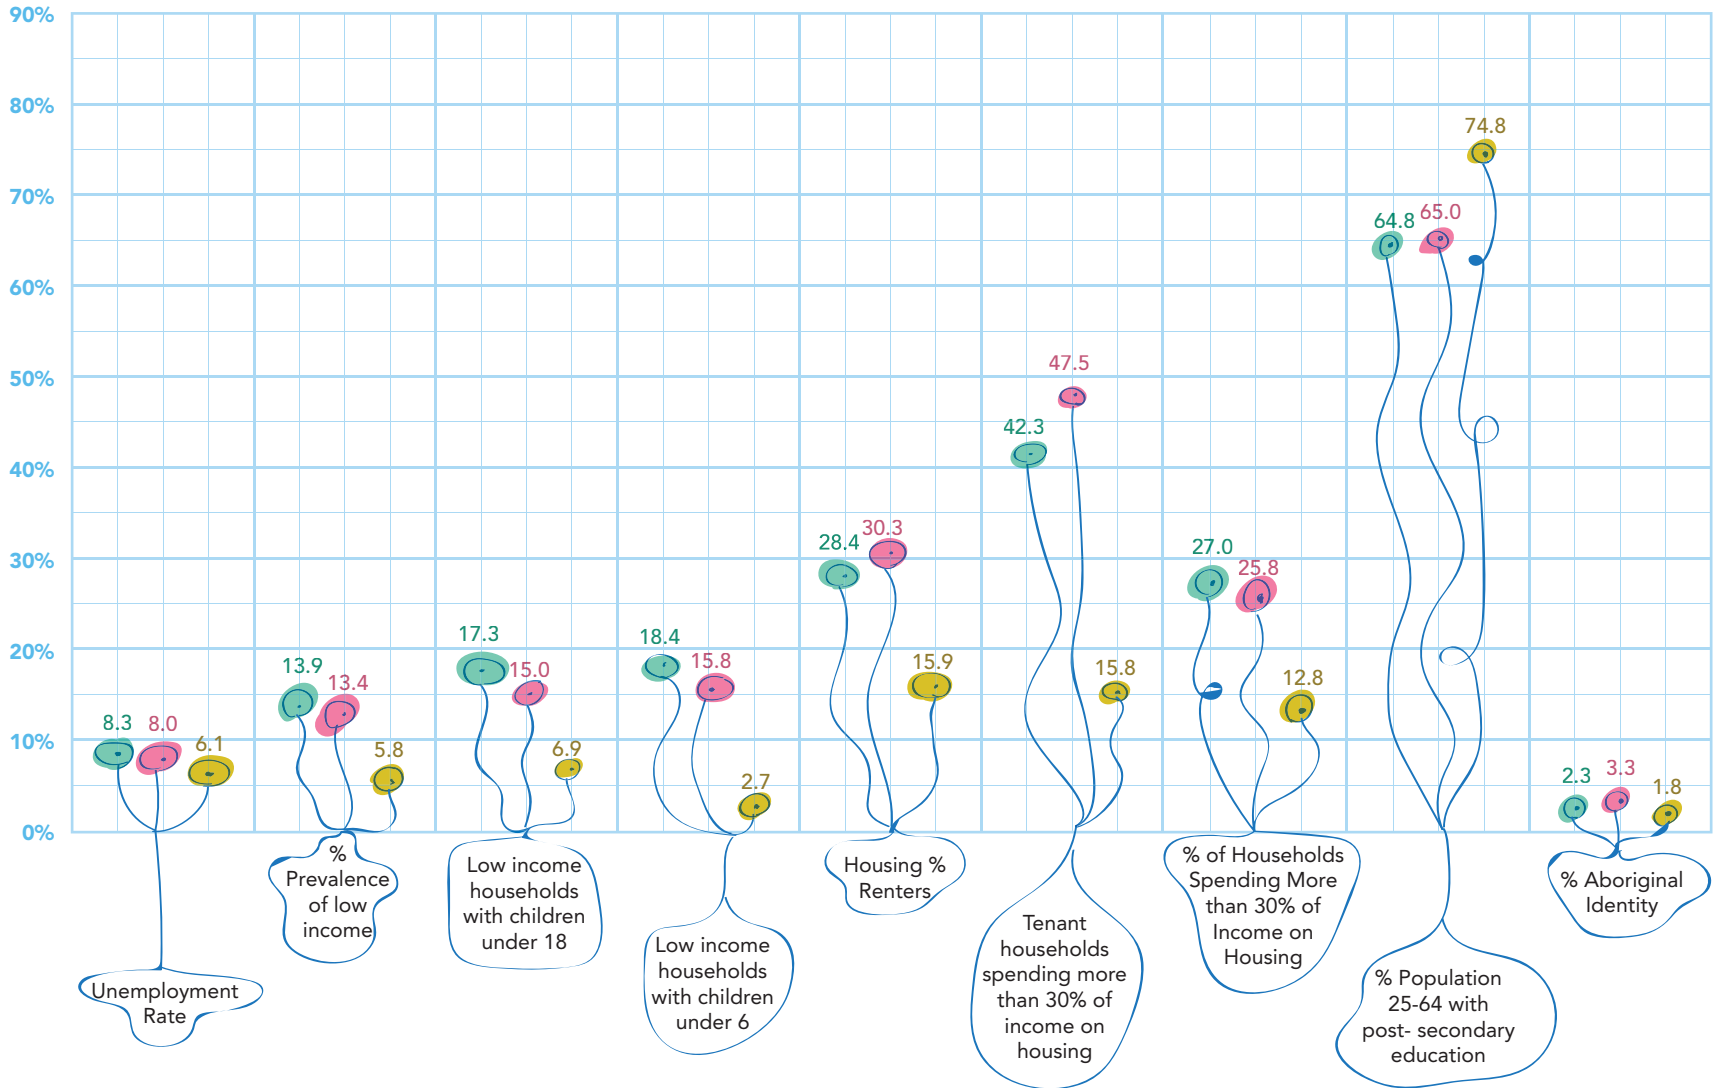 90%
80%
70%
60%
50%
40%
30%
20%
10%
0%
8.3
8.0
6.1
13.9
13.4
5.8
17.3
15.0
6.9
18.4
15.8
2.7
28.4
30.3
15.9
42.3
47.5
15.8
27.0
25.8
12.8
64.8
65.0
74.8
2.3
3.3
1.8
Unemployment
Rate
%
Prevalence
of low
income
Low income
households
with children
under 18
Low income
households
with children
under 6
Housing %
Renters
Tenant
households
spending more
than 30% of
income on
housing
% of Households
Spending More
than 30% of
Income on
Housing
% Population
25-64 with
post- secondary
education
% Aboriginal
Identity